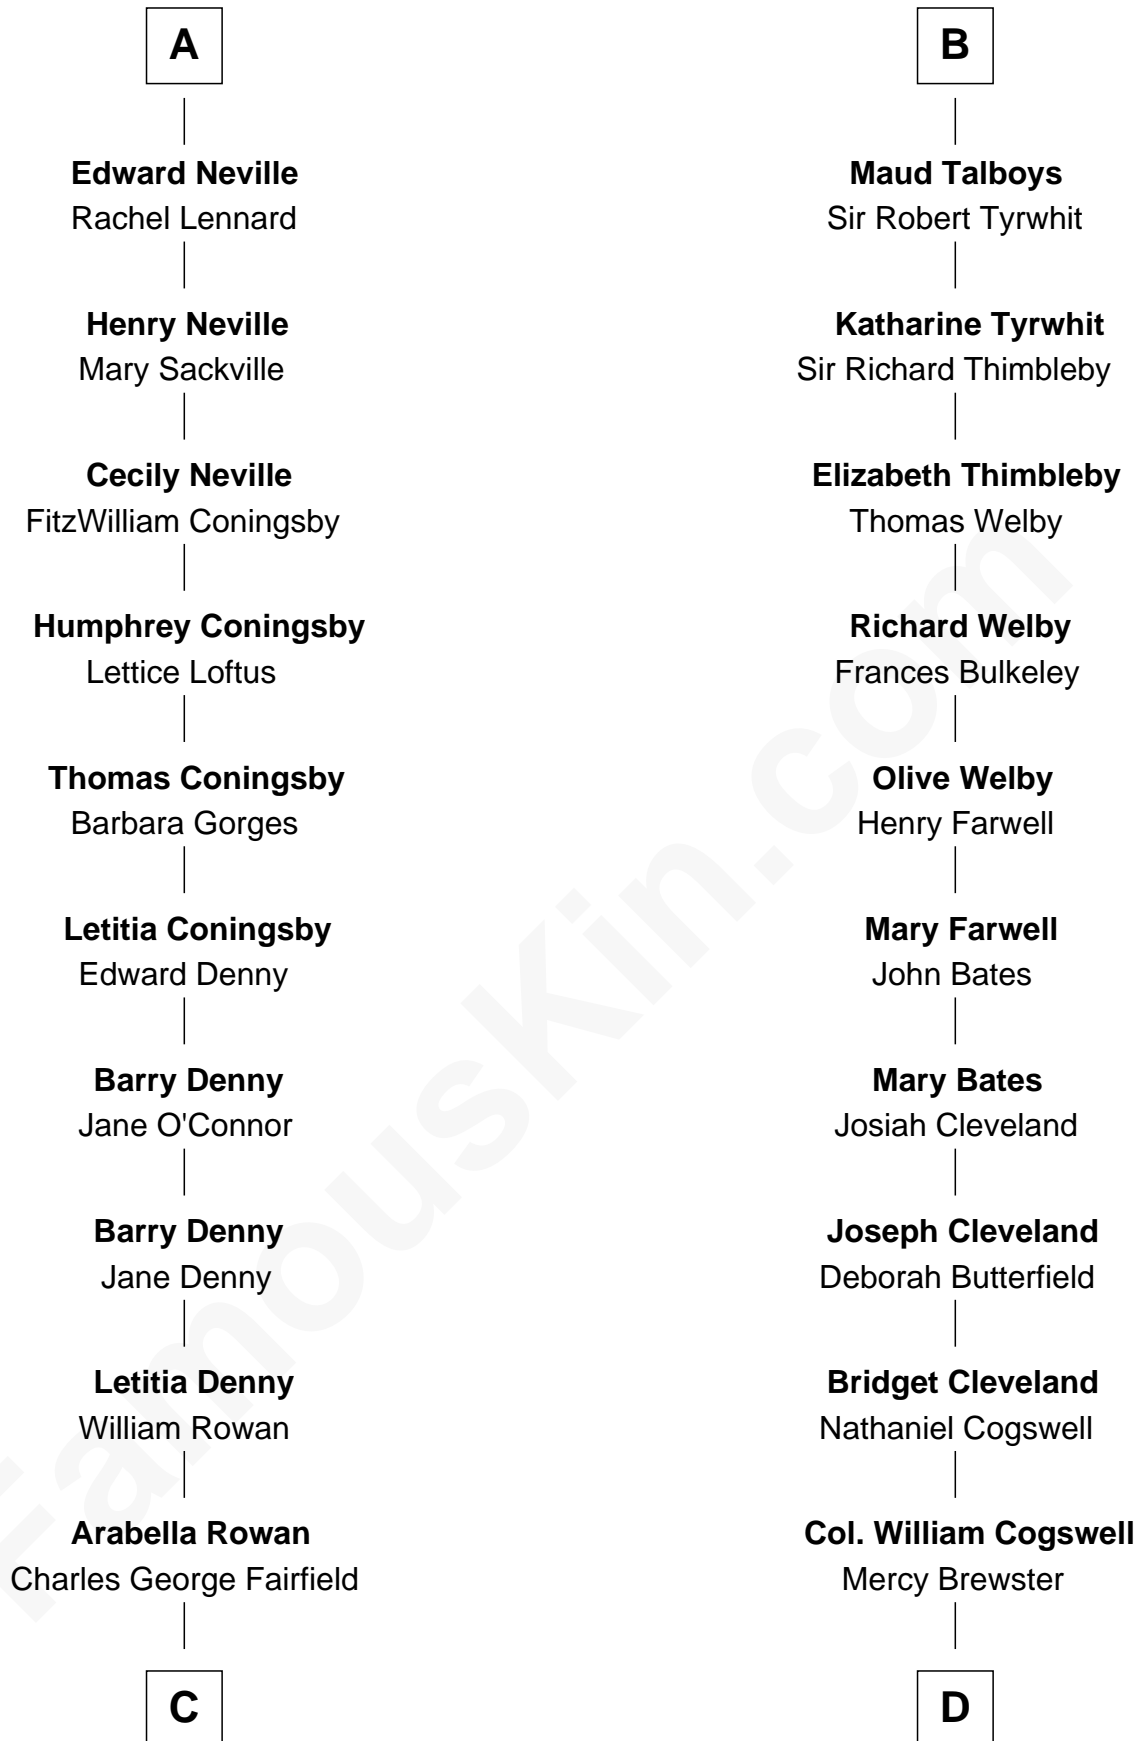 A
Edward Neville
Rachel Lennard
Henry Neville
Mary Sackville
Cecily Neville
FitzWilliam Coningsby
Humphrey Coningsby
Lettice Loftus
Thomas Coningsby
Barbara Gorges
Letitia Coningsby
Edward Denny
Barry Denny
Jane O'Connor
Barry Denny
Jane Denny
Letitia Denny
William Rowan
Arabella Rowan
Charles George Fairfield
C
B
Maud Talboys
Sir Robert Tyrwhit
Katharine Tyrwhit
Sir Richard Thimbleby
Elizabeth Thimbleby
Thomas Welby
Richard Welby
Frances Bulkeley
Olive Welby
Henry Farwell
Mary Farwell
John Bates
Mary Bates
Josiah Cleveland
Joseph Cleveland
Deborah Butterfield
Bridget Cleveland
Nathaniel Cogswell
Col. William Cogswell
Mercy Brewster
D
FamousKin.com